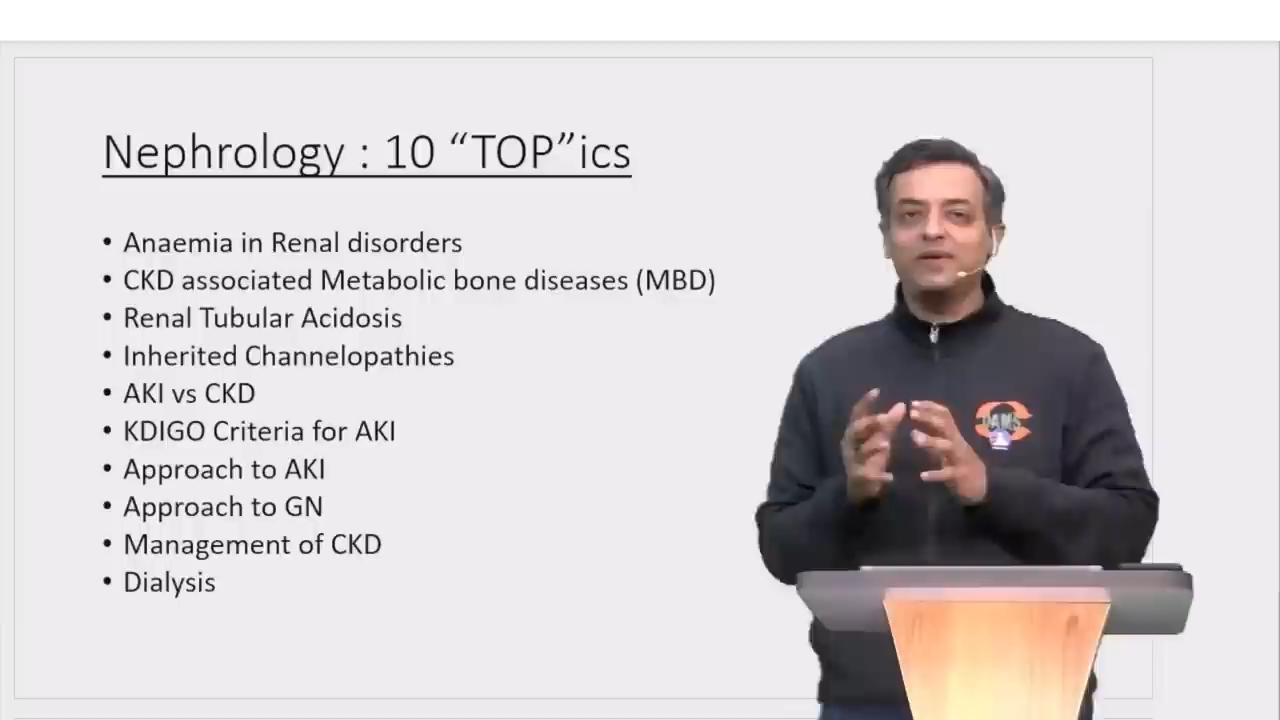 Nephrology : 10 “TOP”ics
• Anaemia in Renal disorders
• CKD associated Metabolic bone diseases (MBD)
• Renal Tubular Acidosis
• Inherited Channelopathies
• AKI vs CKD
• KDIGO Criteria for AKI
• Approach to AKI
• Approach to GN
• Management of CKD
• Dialysis
DAMS